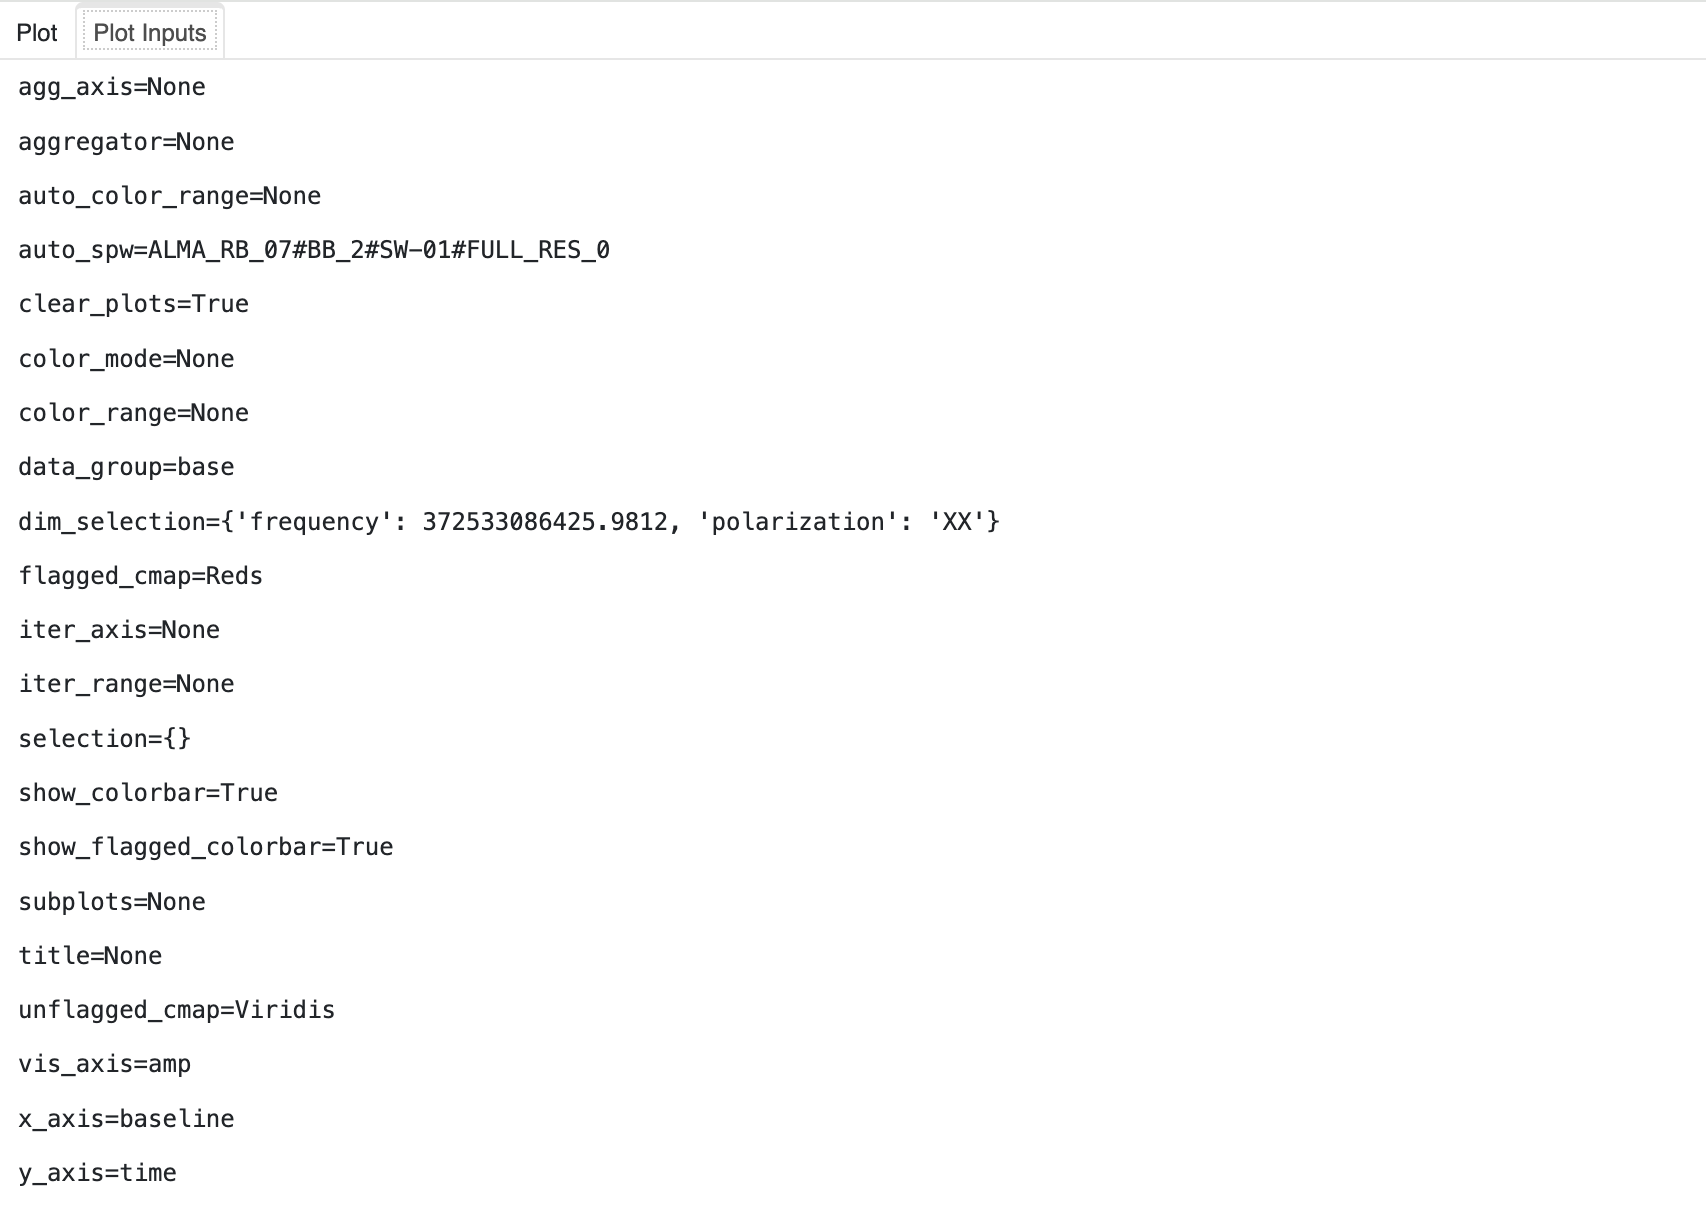 Plot Plot Inputs
agg_axis=None
aggregator=None
auto_color_range=None
auto_spw=ALMA_RB_07#BB_2#SW-01#FULL_RES_0
clear_plots=True
color_mode=None
color_range=None
data_group=base
dim_selection={'frequency': 372533086425.9812, 'polarization': 'XX'}
flagged_cmap=Reds
iter_axis=None
iter_range=None
selection={}
show_colorbar=True
show_flagged_colorbar=True
subplots=None
title=None
unflagged_cmap=Viridis
vis_axis=amp
x_axis=baseline
y_axis=time